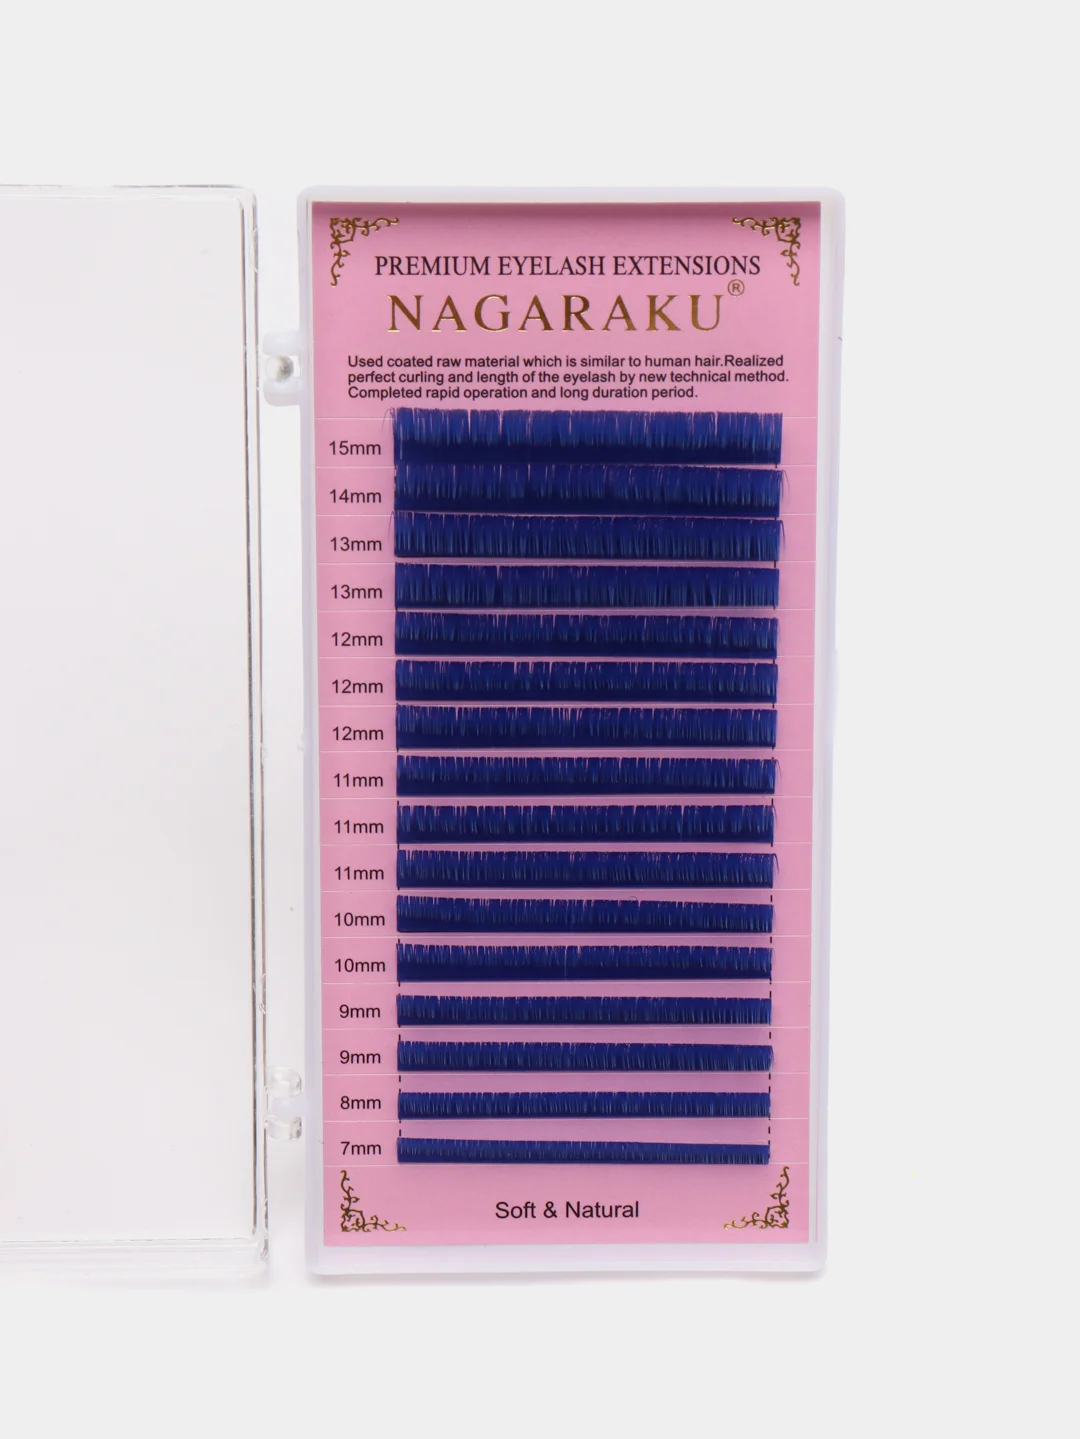 PREMIUM EYELASH EXTENSIONS
NAGARAKU®
Used coated raw material which is similar to human hair.Realized
perfect curling and length of the eyelash by new technical method.
Completed rapid operation and long duration period.
15mm
14mm
13mm
13mm
12mm
12mm
12mm
11mm
11mm
11mm
10mm
10mm
9mm
9mm
8mm
7mm
Soft & Natural